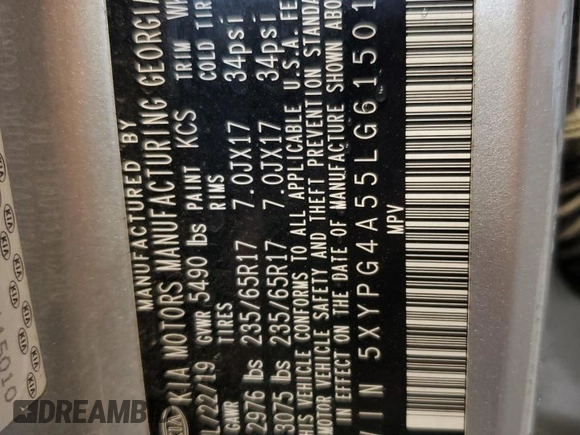 MANUFACTURED BY
KIA MOTORS MANUFACTURING GEORGIA
/22/19 GVWR 5490 lbs PAINT KCS TRIM
GAWR TIRES RIMS COLD TIRE
2976 lbs 235/65R17 7.0JX17 34psi
3075 lbs 235/65R17 7.0JX17 34psi
THIS VEHICLE CONFORMS TO ALL APPLICABLE U.S.A. FE
MOTOR VEHICLE SAFETY AND THEFT PREVENTION STANDA
IN EFFECT ON THE DATE OF MANUFACTURE SHOWN ABO
VIN 5XYPG4A55LG61501
MPV
KIA
5010
DREAMBID